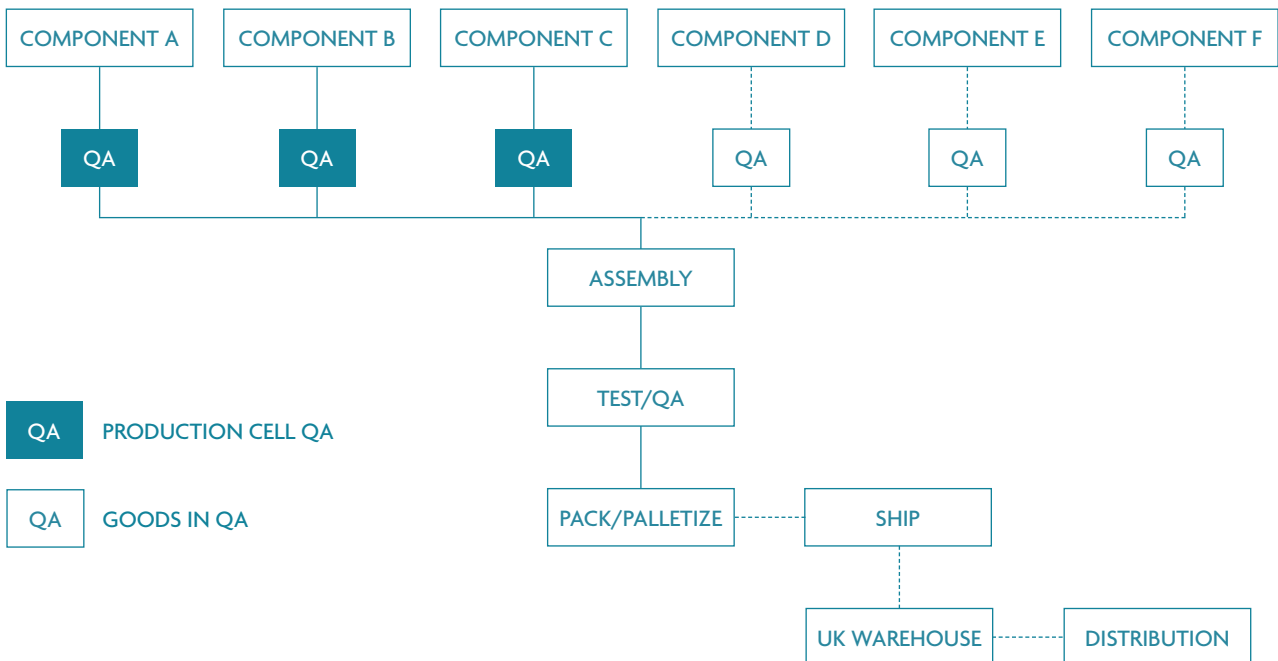 COMPONENT A
COMPONENT B
COMPONENT C
COMPONENT D
COMPONENT E
COMPONENT F
QA
QA
QA
QA
QA
QA
ASSEMBLY
TEST/QA
QA
PRODUCTION CELL QA
QA
GOODS IN QA
PACK/PALLETIZE
SHIP
UK WAREHOUSE
DISTRIBUTION